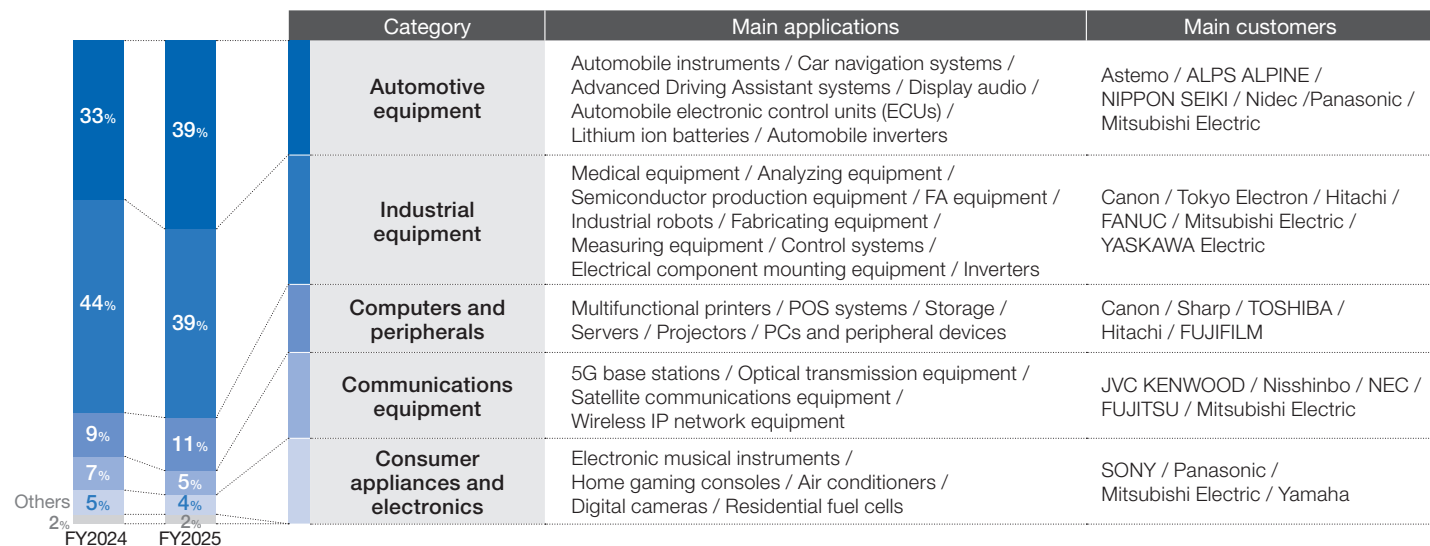 Category
Main applications
Main customers
33%
44%
9%
7%
5%
Others
2%
FY2024
39%
39%
11%
5%
4%
2%
FY2025
Automotive
equipment
Automobile instruments / Car navigation systems /
Advanced Driving Assistant systems / Display audio /
Automobile electronic control units (ECUs) /
Lithium ion batteries / Automobile inverters
Astemo / ALPS ALPINE /
NIPPON SEIKI / Nidec /Panasonic /
Mitsubishi Electric
Industrial
equipment
Medical equipment / Analyzing equipment /
Semiconductor production equipment / FA equipment /
Industrial robots / Fabricating equipment /
Measuring equipment / Control systems /
Electrical component mounting equipment / Inverters
Canon / Tokyo Electron / Hitachi /
FANUC / Mitsubishi Electric /
YASKAWA Electric
Computers and
peripherals
Multifunctional printers / POS systems / Storage /
Servers / Projectors / PCs and peripheral devices
Canon / Sharp / TOSHIBA /
Hitachi / FUJIFILM
Communications
equipment
5G base stations / Optical transmission equipment /
Satellite communications equipment /
Wireless IP network equipment
JVC KENWOOD / Nisshinbo / NEC /
FUJITSU / Mitsubishi Electric
Consumer
appliances and
electronics
Electronic musical instruments /
Home gaming consoles / Air conditioners /
Digital cameras / Residential fuel cells
SONY / Panasonic /
Mitsubishi Electric / Yamaha